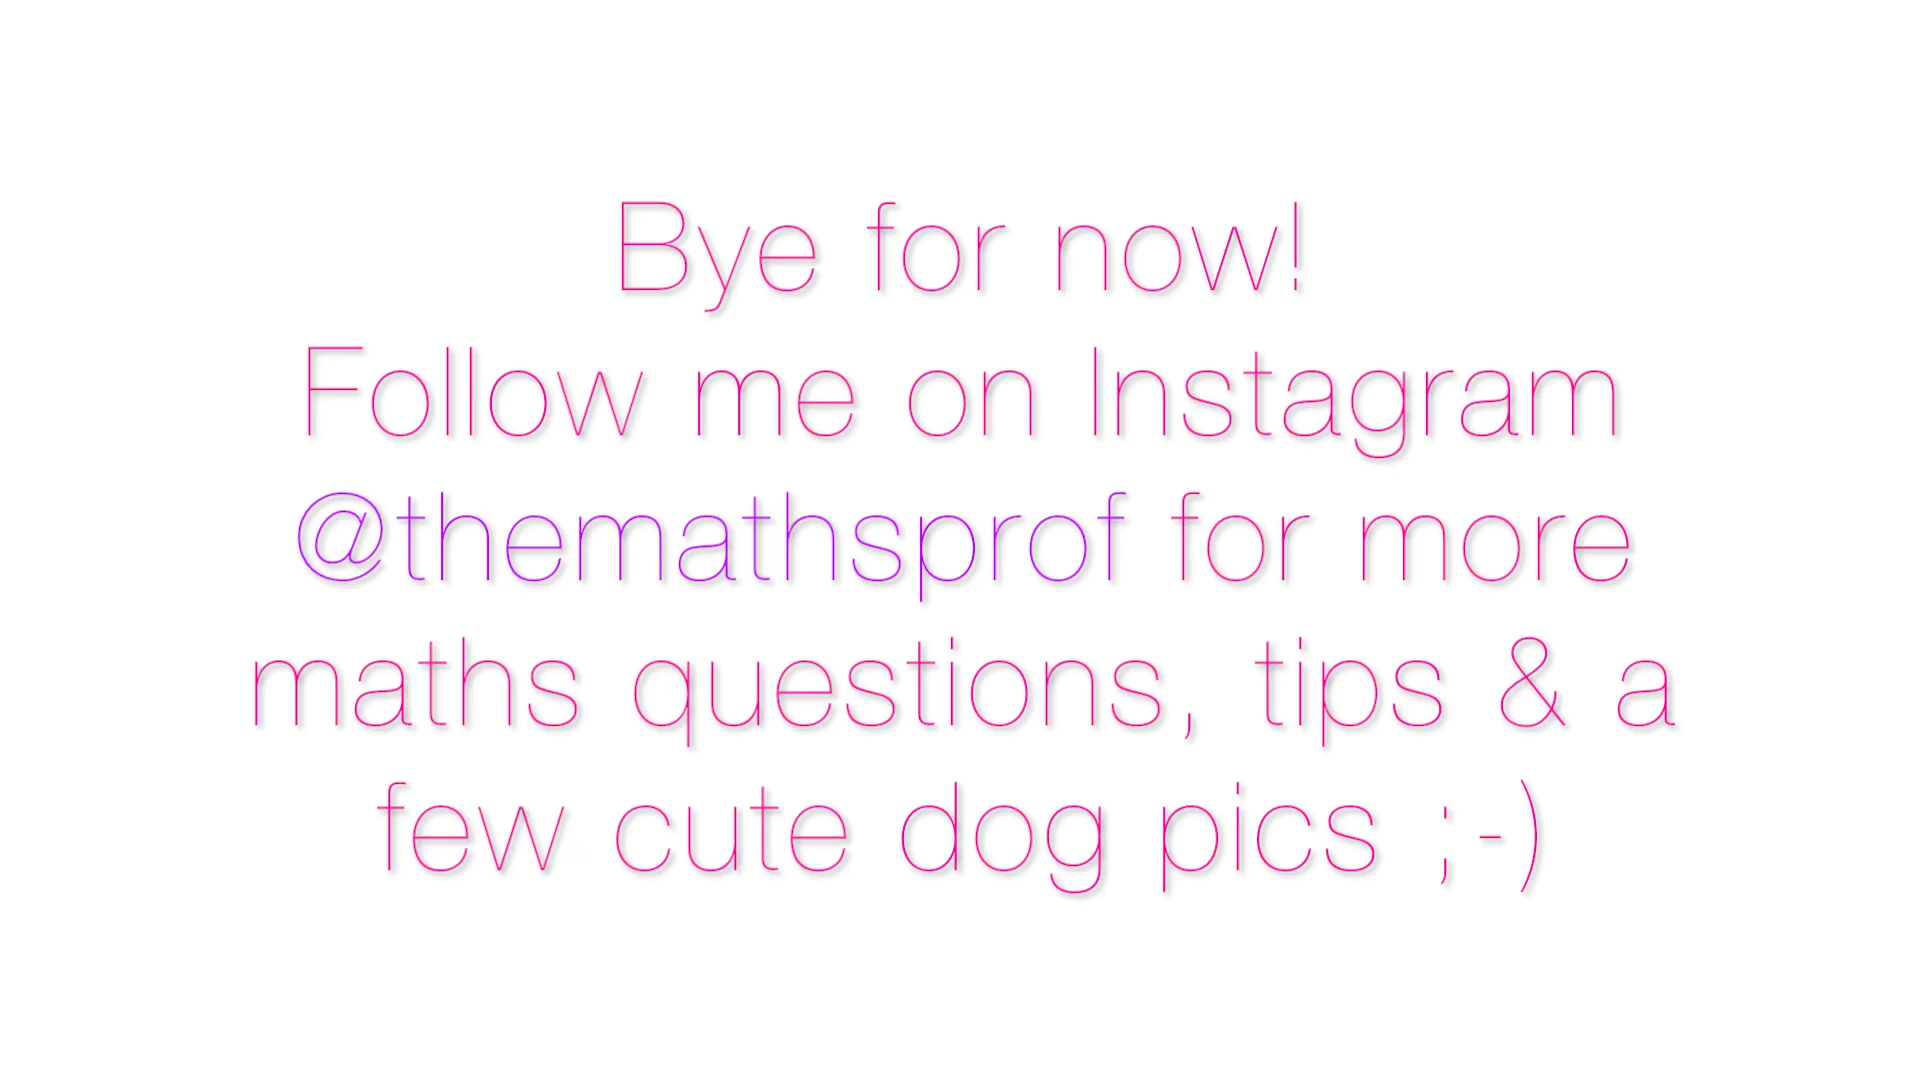 Bye for now!
Follow me on Instagram
@themathsprof for more
maths questions, tips & a
few cute dog pics ;-)